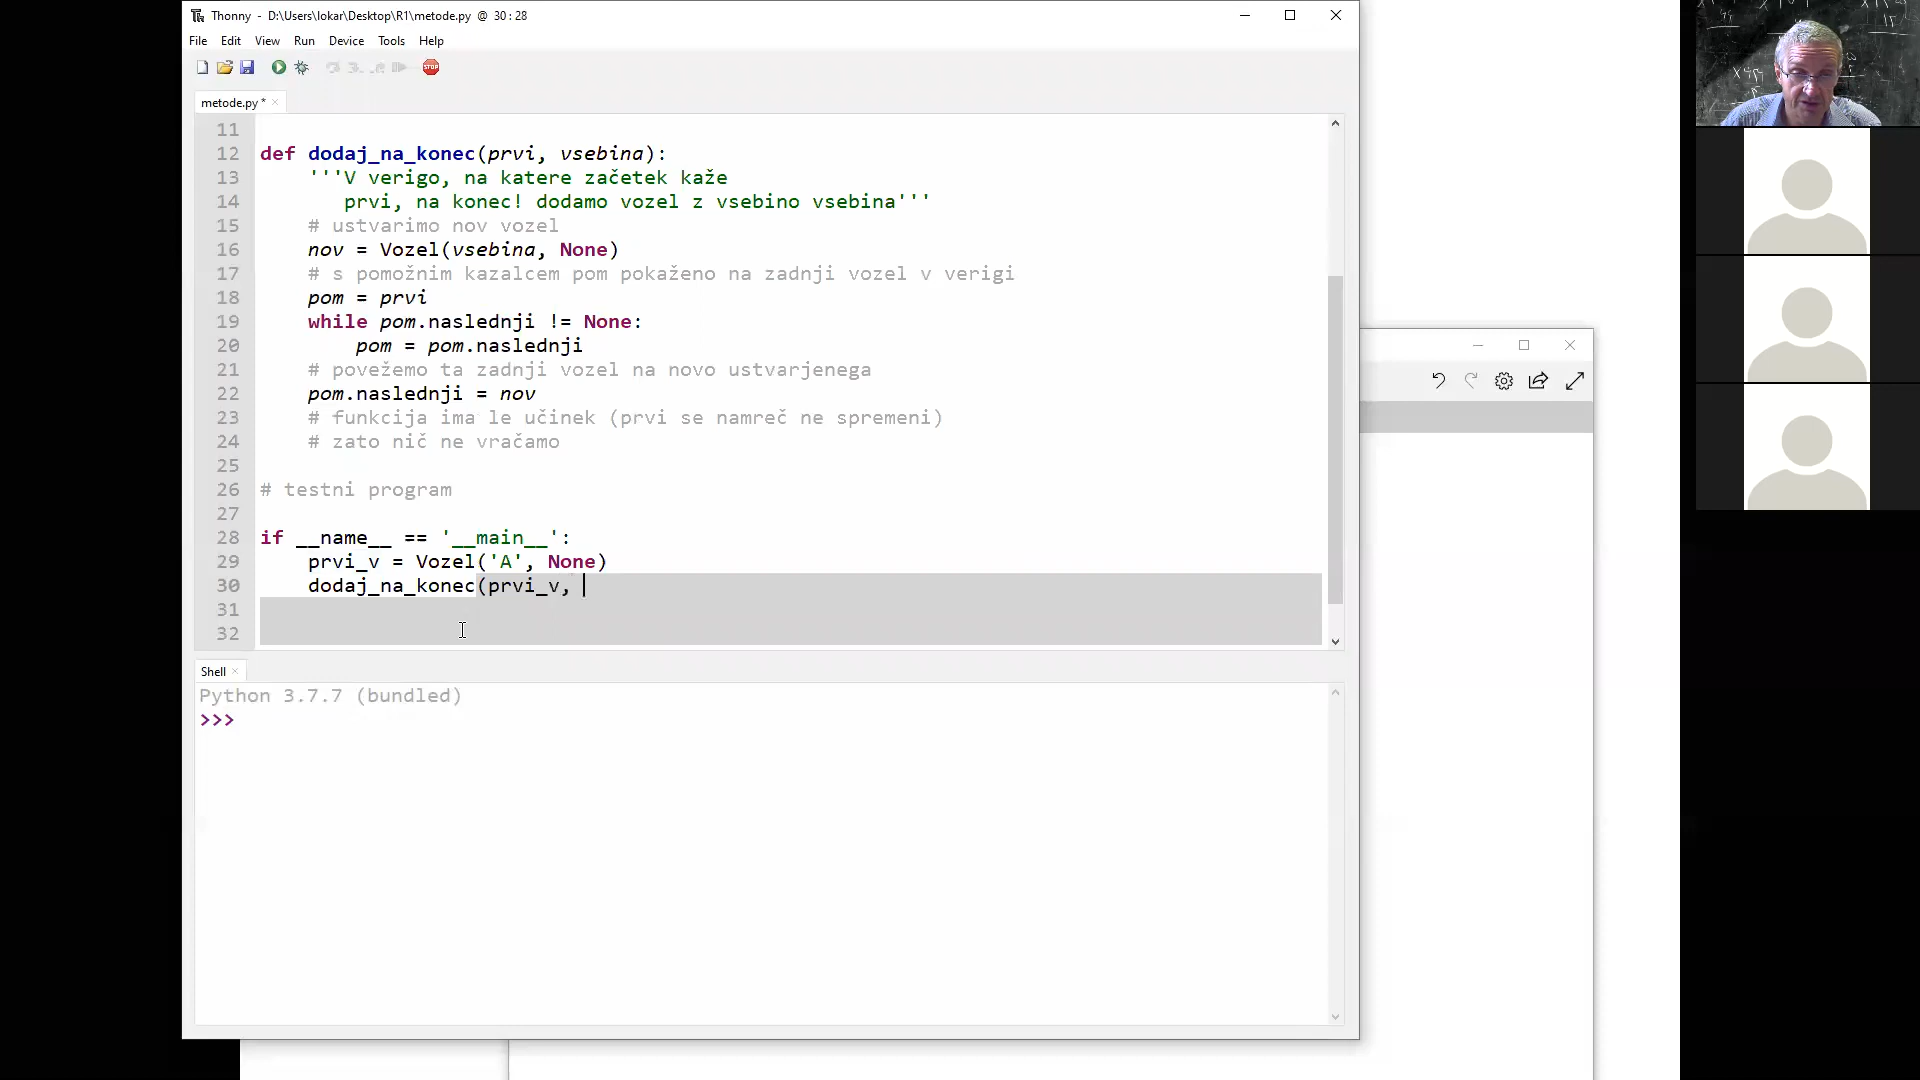 Thonny - D:\Users\lokar\Desktop\R1\metode.py @ 30 : 28
File Edit View Run Device Tools Help
STOP
metode.py *
11
12 def dodaj_na_konec(prvi, vsebina):
13 '''V verigo, na katere začetek kaže
14 prvi, na konec! dodamo vozel z vsebino vsebina'''
15 # ustvarimo nov vozel
16 nov = Vozel(vsebina, None)
17 # s pomožnim kazalcem pom pokaženo na zadnji vozel v verigi
18 pom = prvi
19 while pom.naslednji != None:
20 pom = pom.naslednji
21 # povežemo ta zadnji vozel na novo ustvarjenega
22 pom.naslednji = nov
23 # funkcija ima le učinek (prvi se namreč ne spremeni)
24 # zato nič ne vračamo
25
26 # testni program
27
28 if __name__ == '__main__':
29 prvi_v = Vozel('A', None)
30 dodaj_na_konec(prvi_v,
31
32
Shell
Python 3.7.7 (bundled)
>>>